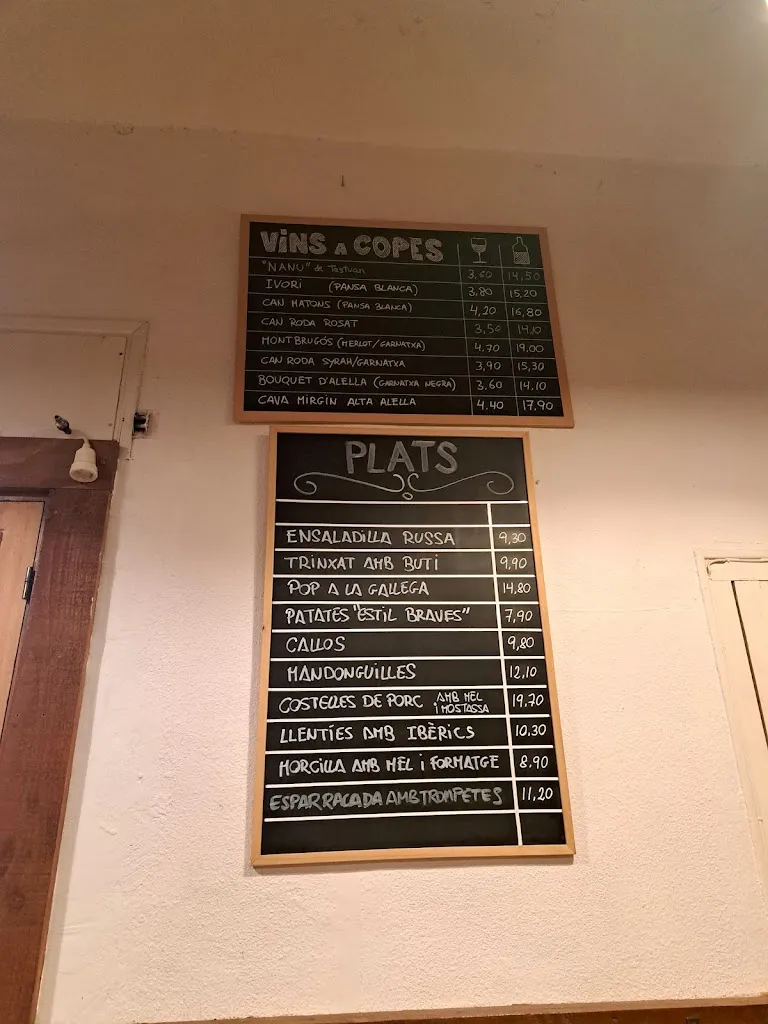 VINS A COPES
"NANU" de Testuan 3,60 14,50
IVORI (PANSA BLANCA) 3,80 15,20
CAN MATONS (PANSA BLANCA) 4,20 16,80
CAN RODA ROSAT 3,50 14,10
MONTBRUGÓS (MERLOT/GARNATXA) 4.70 19.00
CAN RODA SYRAH/GARNATXA 3,90 15,30
BOUQUET D'ALELLA (GARNATXA NEGRA) 3.60 14,10
CAVA MIRGIN ALTA ALELLA 4.40 17,90
PLATS
ENSALADILLA RUSSA 9,30
TRINXAT AMB BUTI 9,90
POP A LA GALLEGA 14,80
PATATES "ESTIL BRAVES" 7,90
CALLOS 9,80
MANDONGUILLES 12,10
COSTELLES DE PORC AMB MEL I MOSTASSA 19.70
LLENTÍES AMB IBÈRICS 10.30
MORCILLA AMB MEL I FORMATGE 8.90
ESPARRACADA AMB TROMPETES 11,20